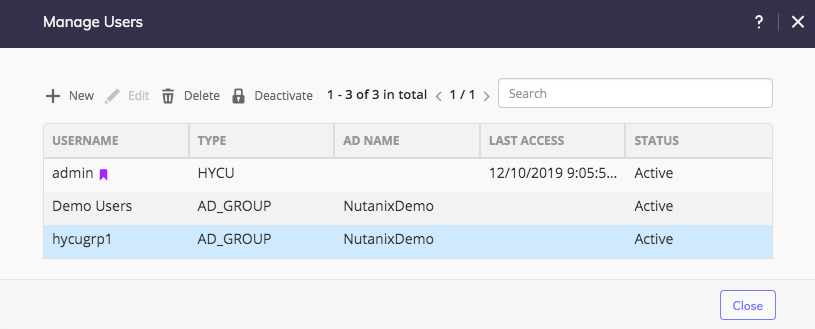 Manage Users ?
New Edit Delete Deactivate 1 - 3 of 3 in total 1 / 1 Search
USERNAME TYPE AD NAME LAST ACCESS STATUS
admin HYCU 12/10/2019 9:05:5... Active
Demo Users AD_GROUP NutanixDemo Active
hycugrp1 AD_GROUP NutanixDemo Active
Close